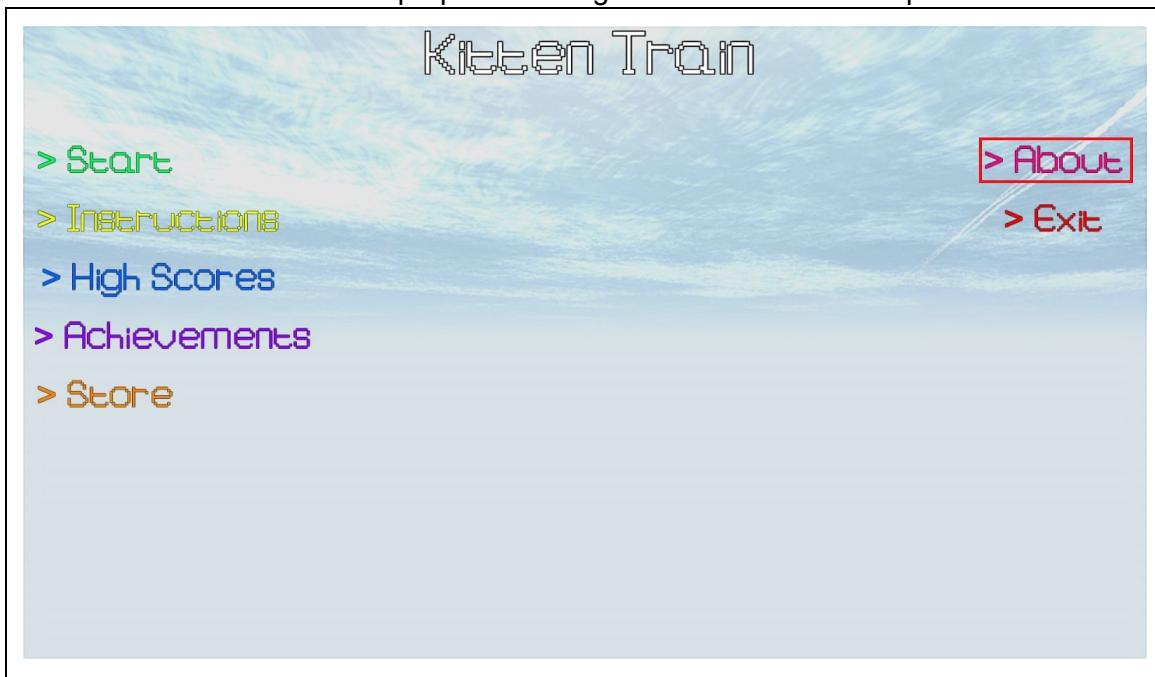 Kitten Train
> Start
> Instructions
> High Scores
> Achievements
> Store
> About
> Exit